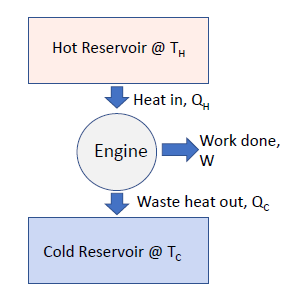 Hot Reservoir @ T_H
Heat in, Q_H
Engine
Work done,
W
Waste heat out, Q_C
Cold Reservoir @ T_C